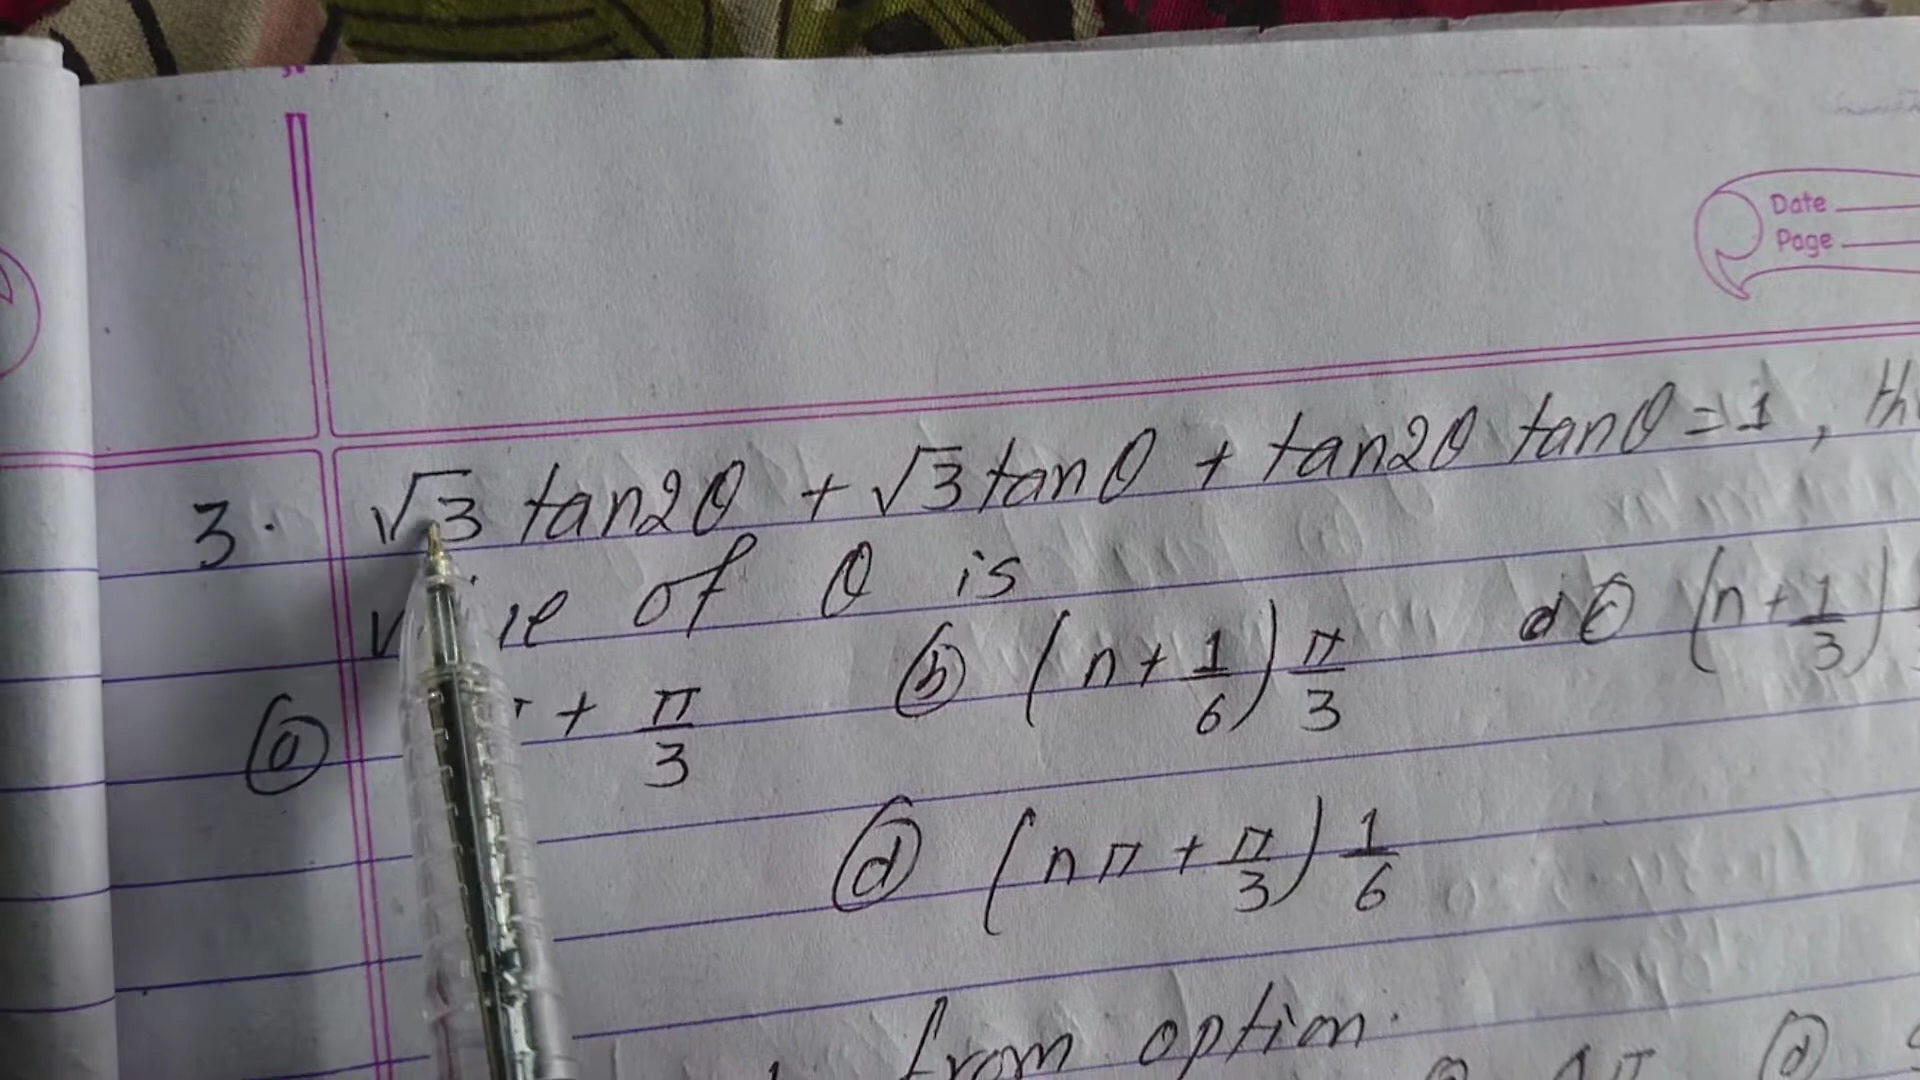 Date
Page
3. √3 tan2θ + √3 tanθ + tan2θ tanθ = 1, th
of θ is
ⓐ + π/3 ⓑ (n + 1/6) π/3 ⓒ (n + 1/3)
ⓓ (nπ + π/3) 1/6
from option.